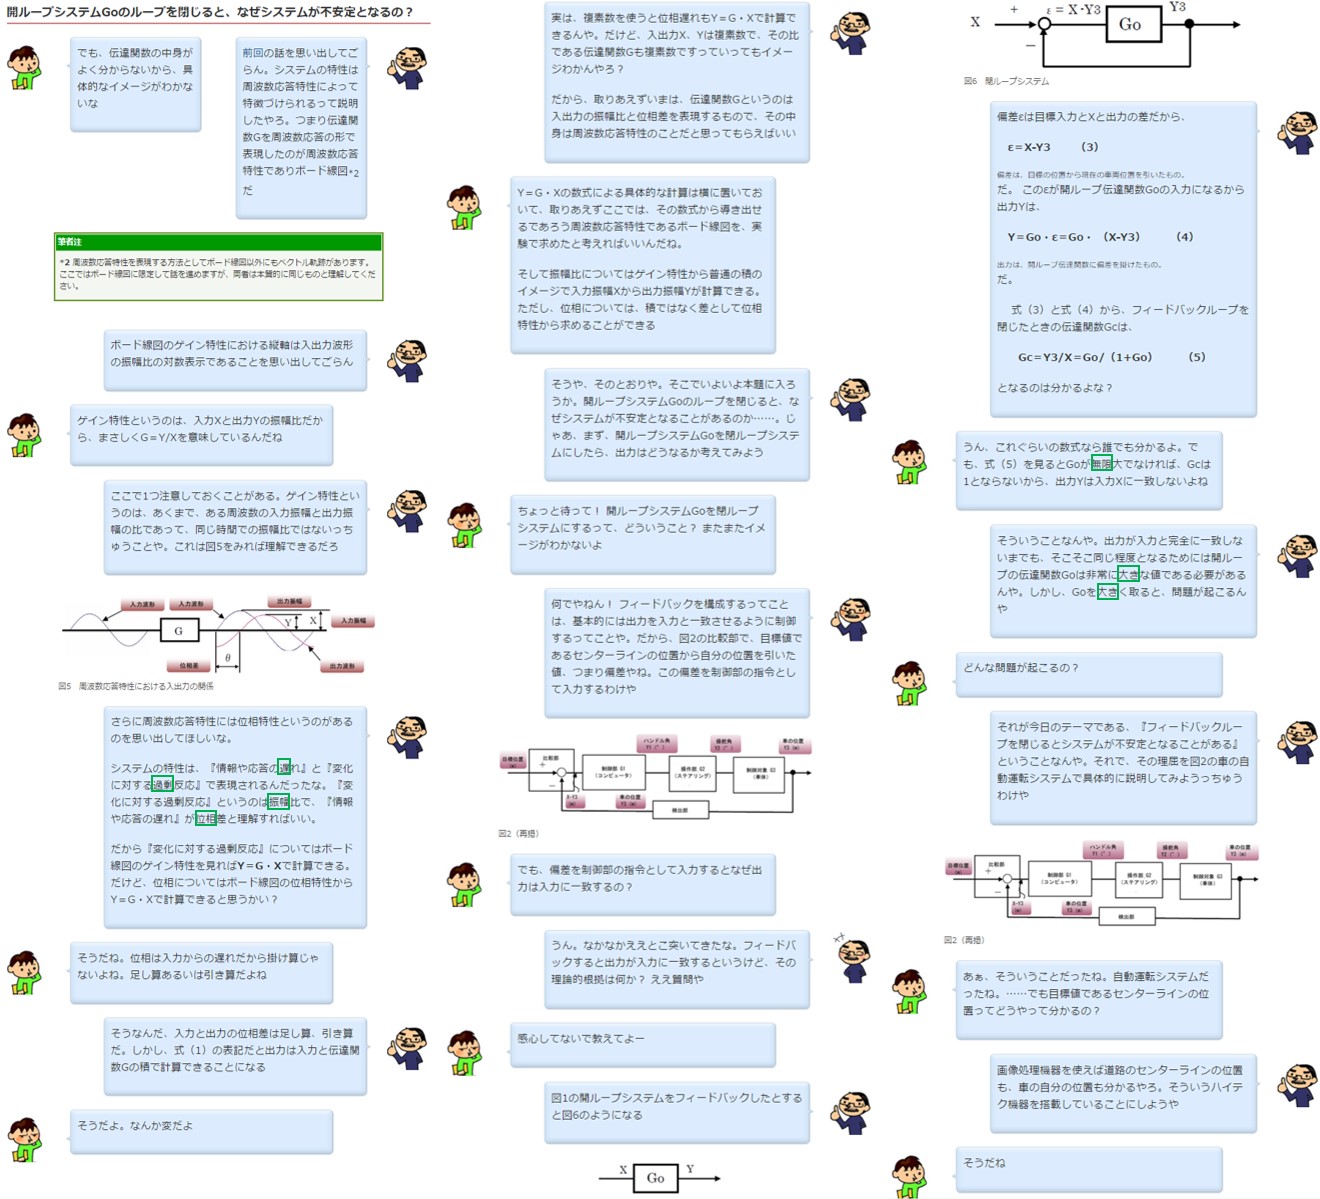 開ループシステムGoのループを閉じると、なぜシステムが不安定となるの？
でも、伝達関数の中身が
よく分からないから、具
体的なイメージがわかな
いな
前回の話を思い出してご
らん。システムの特性は
周波数応答特性によって
特徴づけられるって説明
したやろ。つまり伝達関
数Gを周波数応答の形で
表現したのが周波数応答
特性でありボード線図*2
だ
筆者注
*2 周波数応答特性を表現する方法としてボード線図以外にもベクトル軌跡があります。
ここではボード線図に限定して話を進めますが、両者は本質的に同じものと理解してくだ
さい。
ボード線図のゲイン特性における縦軸は入出力波形
の振幅比の対数表示であることを思い出してごらん
ゲイン特性というのは、入力Xと出力Yの振幅比だか
ら、まさしくG＝Y/Xを意味しているんだね
ここで1つ注意しておくことがある。ゲイン特性とい
うのは、あくまで、ある周波数の入力振幅と出力振
幅の比であって、同じ時間での振幅比ではないっち
ゅうことや。これは図5をみれば理解できるだろ
入力波形
入力波形
出力振幅
入力振幅
G
Y
X
位相差
θ
出力波形
図5　周波数応答特性における入出力の関係
さらに周波数応答特性には位相特性というのがある
のを思い出してほしいな。
システムの特性は、『情報や応答の遅れ』と『変化
に対する過剰反応』で表現されるんだったな。『変
化に対する過剰反応』というのは振幅比で、『情報
や応答の遅れ』が位相差と理解すればいい。
だから『変化に対する過剰反応』についてはボード
線図のゲイン特性を見ればY＝G・Xで計算できる。
だけど、位相についてはボード線図の位相特性から
Y＝G・Xで計算できると思うかい？
そうだね。位相は入力からの遅れだから掛け算じゃ
ないよね。足し算あるいは引き算だよね
そうなんだ、入力と出力の位相差は足し算、引き算
だ。しかし、式（1）の表記だと出力は入力と伝達関
数Gの積で計算できることになる
そうだよ。なんか変だよ
実は、複素数を使うと位相遅れもY＝G・Xで計算で
きるんや。だけど、入出力X、Yは複素数で、その比
である伝達関数Gも複素数ですっていってもイメー
ジわかんやろ？
だから、取りあえずいまは、伝達関数Gというのは
入出力の振幅比と位相差を表現するもので、その中
身は周波数応答特性のことだと思ってもらえばいい
Y＝G・Xの数式による具体的な計算は横に置いてお
いて、取りあえずここでは、その数式から導き出せ
るであろう周波数応答特性であるボード線図を、実
験で求めたと考えればいいんだね。
そして振幅比についてはゲイン特性から普通の積の
イメージで入力振幅Xから出力振幅Yが計算できる。
ただし、位相については、積ではなく差として位相
特性から求めることができる
そうや、そのとおりや。そこでいよいよ本題に入ろ
うか。開ループシステムGoのループを閉じると、な
ぜシステムが不安定となることがあるのか……。じ
ゃあ、まず、開ループシステムGoを閉ループシステ
ムにしたら、出力はどうなるか考えてみよう
ちょっと待って！ 開ループシステムGoを閉ループ
システムにするって、どういうこと？ またまたイメ
ージがわかないよ
何でやねん！ フィードバックを構成するってこと
は、基本的には出力を入力と一致させるように制御
するってことや。だから、図2の比較部で、目標値で
あるセンターラインの位置から自分の位置を引いた
値、つまり偏差やね。この偏差を制御部の指令とし
て入力するわけや
目標位置
比較部
＋
－
ハンドル角
Y1（°）
操舵角
Y2（°）
車の位置
Y3（m）
制御部 G1
（コンピュータ）
操作部 G2
（ステアリング）
制御対象 G3
（車体）
X-Y3
（m）
車の位置
Y3（m）
検出部
図2（再掲）
でも、偏差を制御部の指令として入力するとなぜ出
力は入力に一致するの？
うん。なかなかええとこ突いてきたな。フィードバ
ックすると出力が入力に一致するというけど、その
理論的根拠は何か？ ええ質問や
感心してないで教えてよー
図1の開ループシステムをフィードバックしたとする
と図6のようになる
X
Go
Y
X
＋
－
ε = X-Y3
Go
Y3
図6　閉ループシステム
偏差εは目標入力とXと出力の差だから、
ε＝X-Y3　　（3）
偏差は、目標の位置から現在の車両位置を引いたもの。
だ。 このεが開ループ伝達関数Goの入力になるから
出力Yは、
Y＝Go・ε＝Go・ （X-Y3）　　　（4）
出力は、開ループ伝達関数に偏差を掛けたもの。
だ。
式（3）と式（4）から、フィードバックループを
閉じたときの伝達関数Gcは、
Gc＝Y3/X＝Go/（1+Go）　　　（5）
となるのは分かるよな？
うん、これぐらいの数式なら誰でも分かるよ。で
も、式（5）を見るとGoが無限大でなければ、Gcは
1とならないから、出力Yは入力Xに一致しないよね
そういうことなんや。出力が入力と完全に一致しな
いまでも、そこそこ同じ程度となるためには開ルー
プの伝達関数Goは非常に大きな値である必要がある
んや。しかし、Goを大きく取ると、問題が起こるん
や
どんな問題が起こるの？
それが今日のテーマである、『フィードバックルー
プを閉じるとシステムが不安定となることがある』
ということなんや。それで、その理屈を図2の車の自
動運転システムで具体的に説明してみようっちゅう
わけや
目標位置
比較部
＋
－
ハンドル角
Y1（°）
操舵角
Y2（°）
車の位置
Y3（m）
制御部 G1
（コンピュータ）
操作部 G2
（ステアリング）
制御対象 G3
（車体）
X-Y3
（m）
車の位置
Y3（m）
検出部
図2（再掲）
あぁ、そういうことだったね。自動運転システムだ
ったね。……でも目標値であるセンターラインの位
置ってどうやって分かるの？
画像処理機器を使えば道路のセンターラインの位置
も、車の自分の位置も分かるやろ。そういうハイテ
ク機器を搭載していることにしようや
そうだね